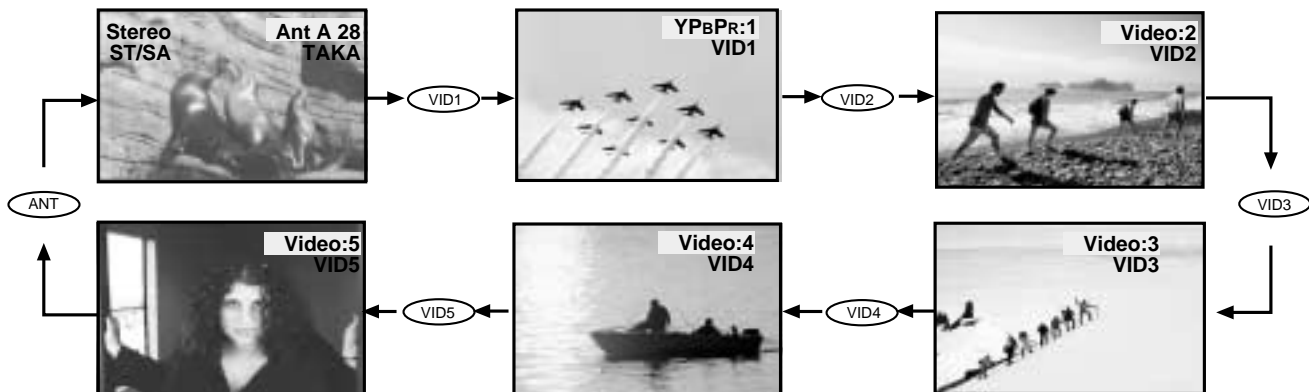 Stereo
ST/SA
Ant A 28
TAKA
VID1
YPBPR:1
VID1
VID2
Video:2
VID2
VID3
Video:3
VID3
VID4
Video:4
VID4
VID5
Video:5
VID5
ANT